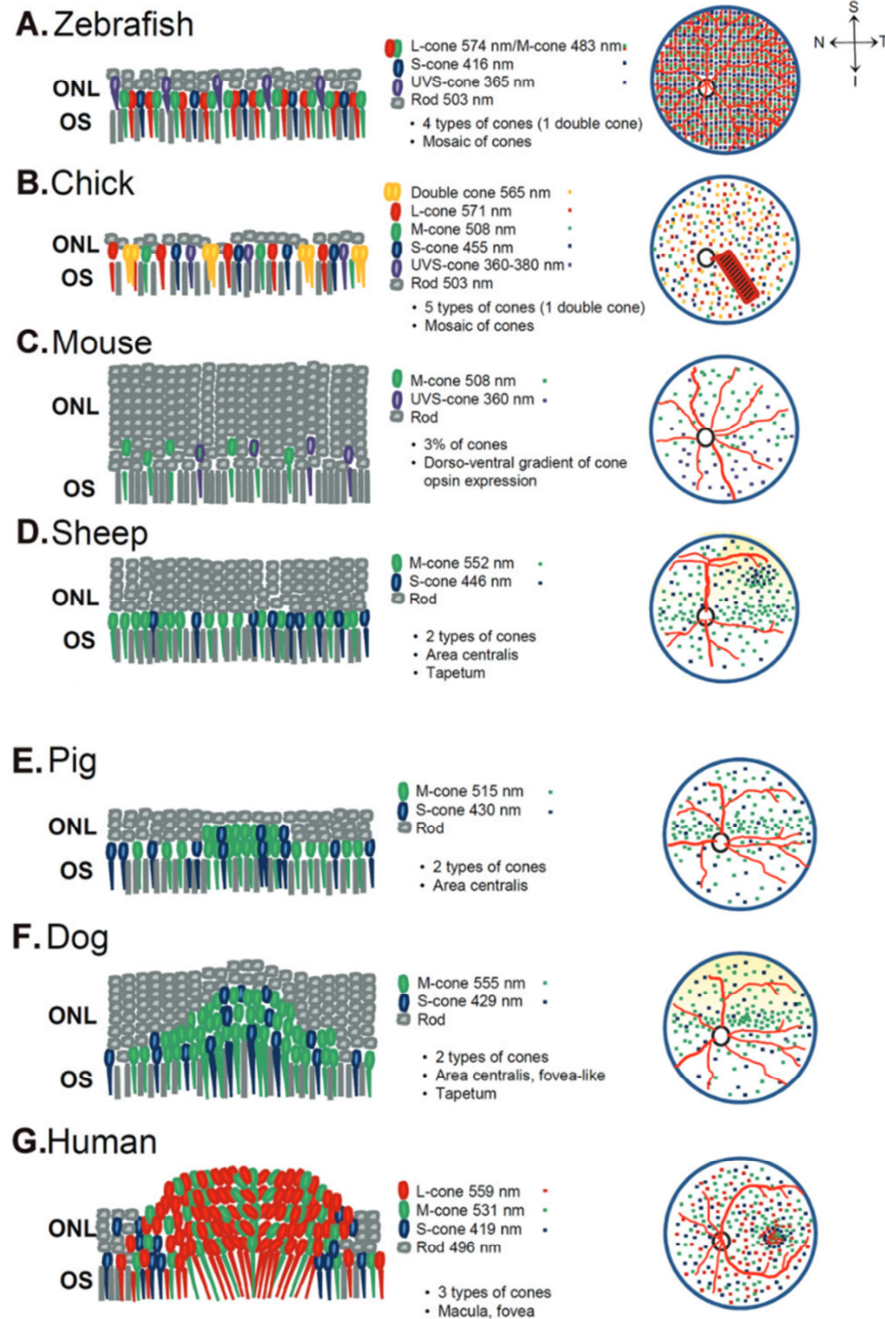 A. Zebrafish
ONL
OS
L-cone 574 nm/M-cone 483 nm
S-cone 416 nm
UVS-cone 365 nm
Rod 503 nm
• 4 types of cones (1 double cone)
• Mosaic of cones
S
N
T
I
B. Chick
ONL
OS
Double cone 565 nm
L-cone 571 nm
M-cone 508 nm
S-cone 455 nm
UVS-cone 360-380 nm
Rod 503 nm
• 5 types of cones (1 double cone)
• Mosaic of cones
C. Mouse
ONL
OS
M-cone 508 nm
UVS-cone 360 nm
Rod
• 3% of cones
• Dorso-ventral gradient of cone
opsin expression
D. Sheep
ONL
OS
M-cone 552 nm
S-cone 446 nm
Rod
• 2 types of cones
• Area centralis
• Tapetum
E. Pig
ONL
OS
M-cone 515 nm
S-cone 430 nm
Rod
• 2 types of cones
• Area centralis
F. Dog
ONL
OS
M-cone 555 nm
S-cone 429 nm
Rod
• 2 types of cones
• Area centralis, fovea-like
• Tapetum
G. Human
ONL
OS
L-cone 559 nm
M-cone 531 nm
S-cone 419 nm
Rod 496 nm
• 3 types of cones
• Macula, fovea